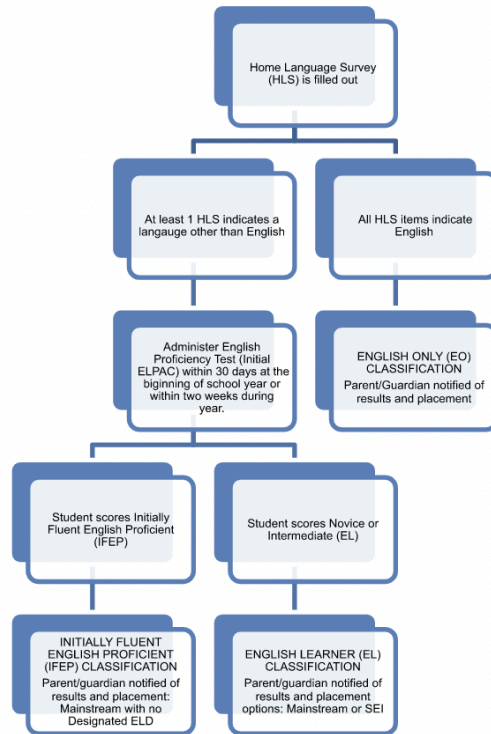 Home Language Survey
(HLS) is filled out
At least 1 HLS indicates a
langauge other than English
All HLS items indicate
English
Administer English
Proficiency Test (Initial
ELPAC) within 30 days at the
biginning of school year or
within two weeks during
year.
ENGLISH ONLY (EO)
CLASSIFICATION
Parent/Guardian notified of
results and placement
Student scores Initially
Fluent English Proficient
(IFEP)
Student scores Novice or
Intermediate (EL)
INITIALLY FLUENT
ENGLISH PROFICIENT
(IFEP) CLASSIFICATION
Parent/guardian notified of
results and placement:
Mainstream with no
Designated ELD
ENGLISH LEARNER (EL)
CLASSIFICATION
Parent/guardian notified of
results and placement
options: Mainstream or SEI